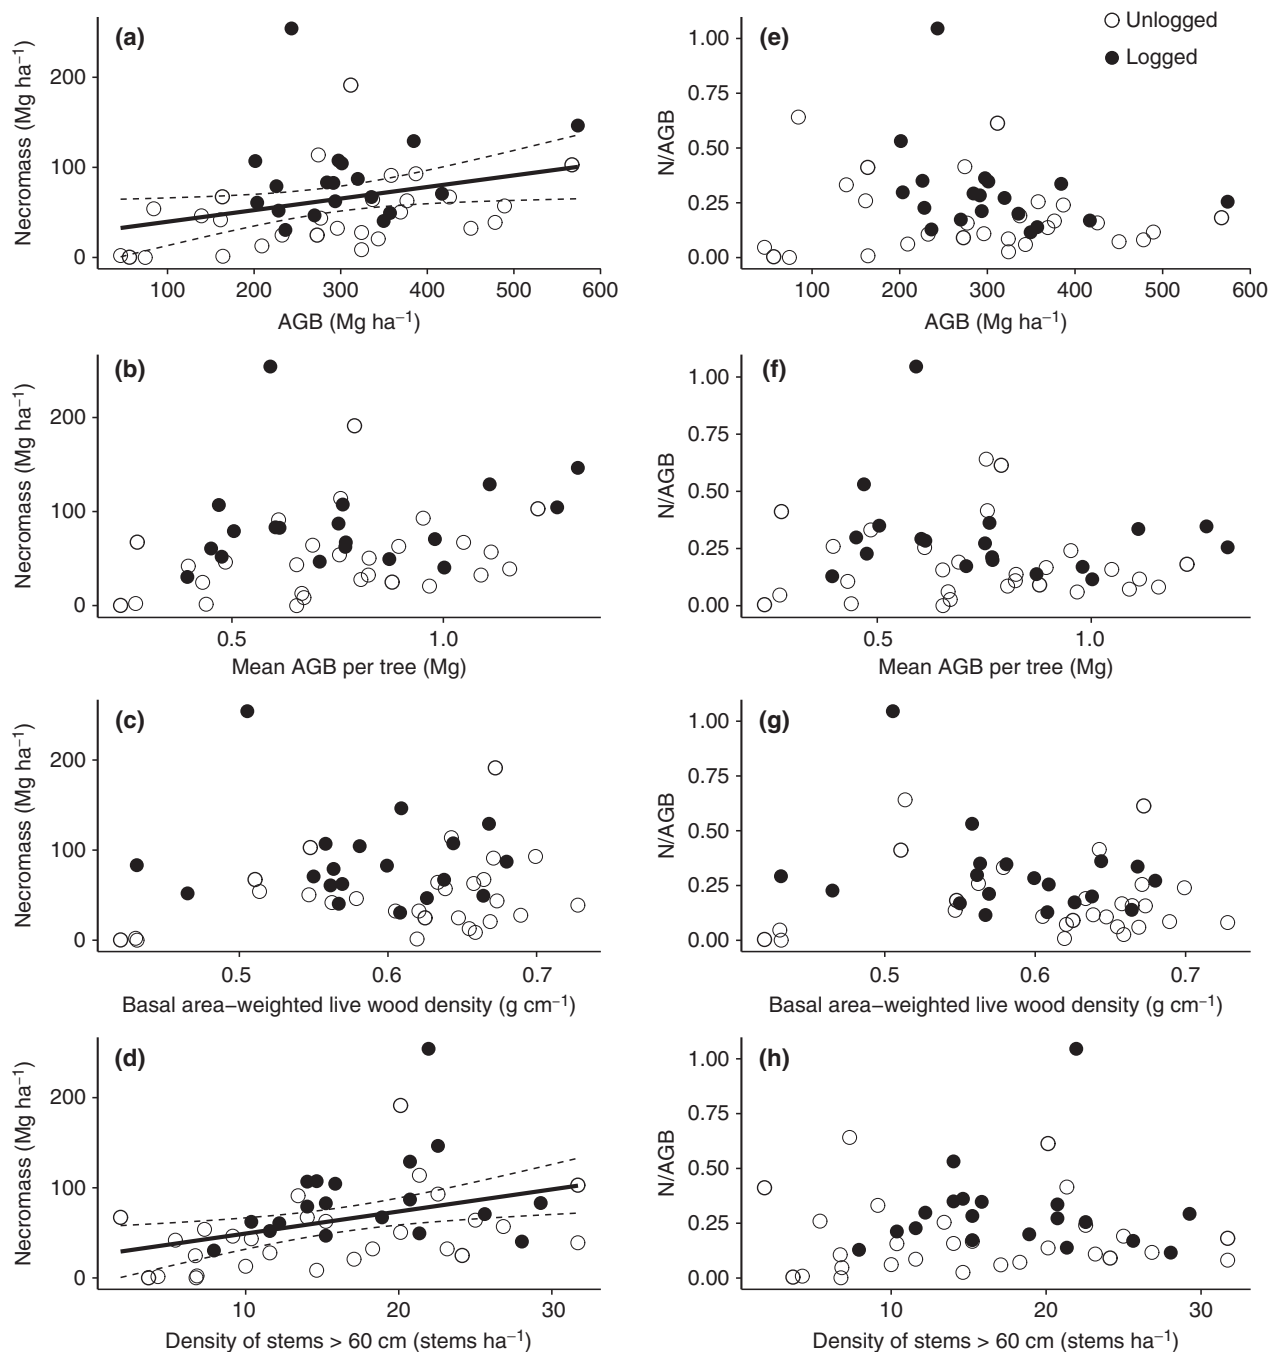 (a)
Necromass (Mg ha⁻¹)
200
100
0
100 200 300 400 500 600
AGB (Mg ha⁻¹)
(e)
Unlogged
Logged
N/AGB
1.00
0.75
0.50
0.25
0.00
100 200 300 400 500 600
AGB (Mg ha⁻¹)
(b)
Necromass (Mg ha⁻¹)
200
100
0
0.5 1.0
Mean AGB per tree (Mg)
(f)
N/AGB
1.00
0.75
0.50
0.25
0.00
0.5 1.0
Mean AGB per tree (Mg)
(c)
Necromass (Mg ha⁻¹)
200
100
0
0.5 0.6 0.7
Basal area−weighted live wood density (g cm⁻¹)
(g)
N/AGB
1.00
0.75
0.50
0.25
0.00
0.5 0.6 0.7
Basal area−weighted live wood density (g cm⁻¹)
(d)
Necromass (Mg ha⁻¹)
200
100
0
10 20 30
Density of stems > 60 cm (stems ha⁻¹)
(h)
N/AGB
1.00
0.75
0.50
0.25
0.00
10 20 30
Density of stems > 60 cm (stems ha⁻¹)